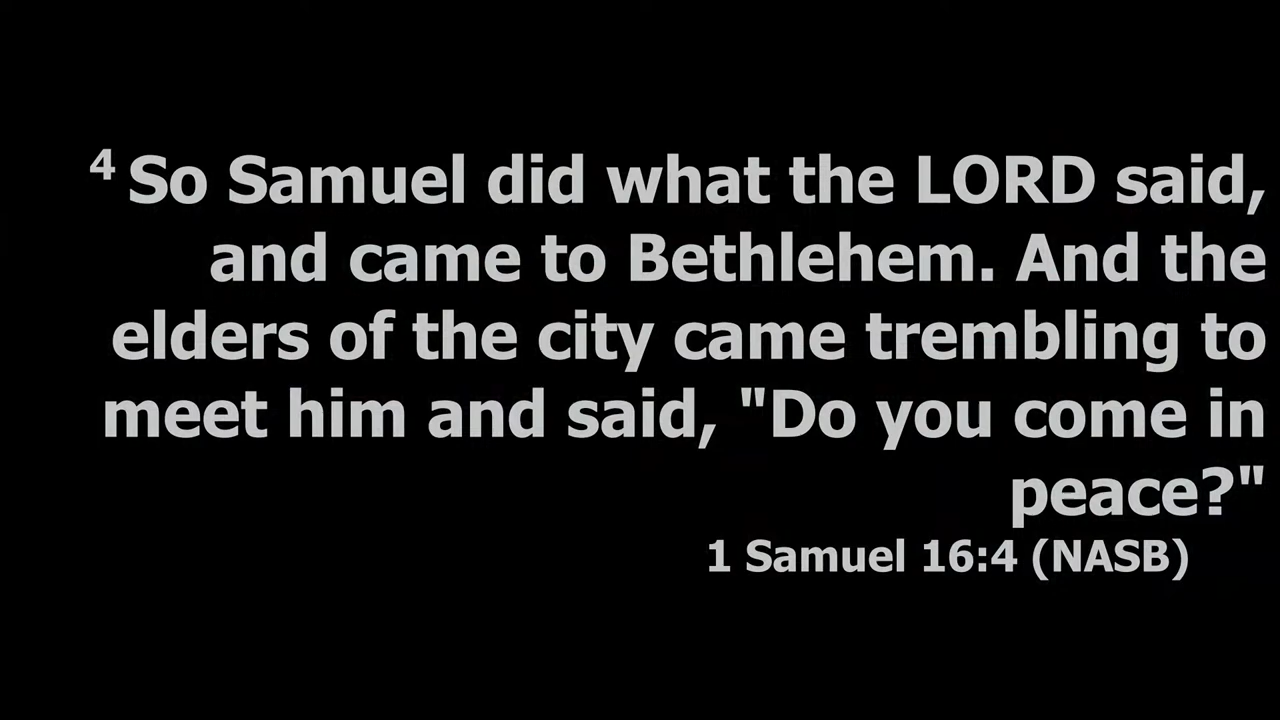 4 So Samuel did what the LORD said,
and came to Bethlehem. And the
elders of the city came trembling to
meet him and said, "Do you come in
peace?"
1 Samuel 16:4 (NASB)